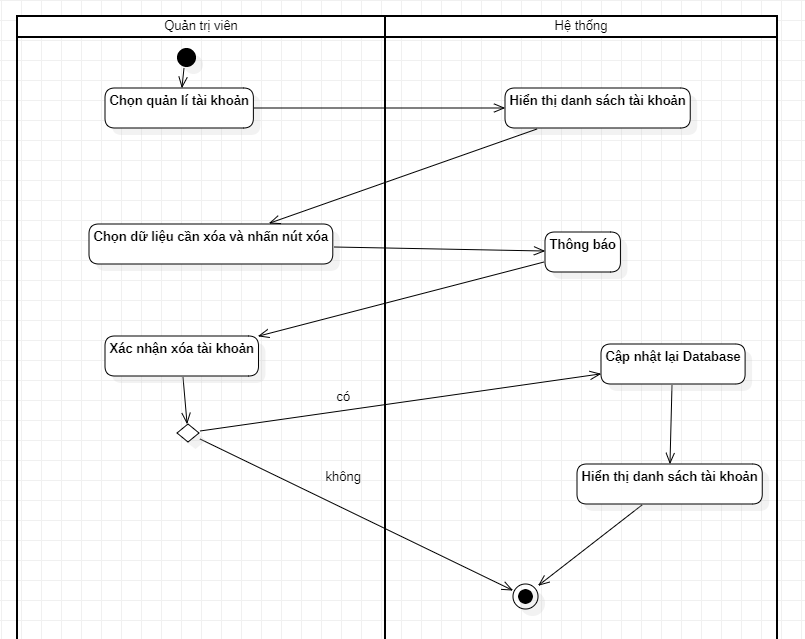 Quản trị viên
Hệ thống
Chọn quản lí tài khoản
Hiển thị danh sách tài khoản
Chọn dữ liệu cần xóa và nhấn nút xóa
Thông báo
Xác nhận xóa tài khoản
Cập nhật lại Database
có
không
Hiển thị danh sách tài khoản